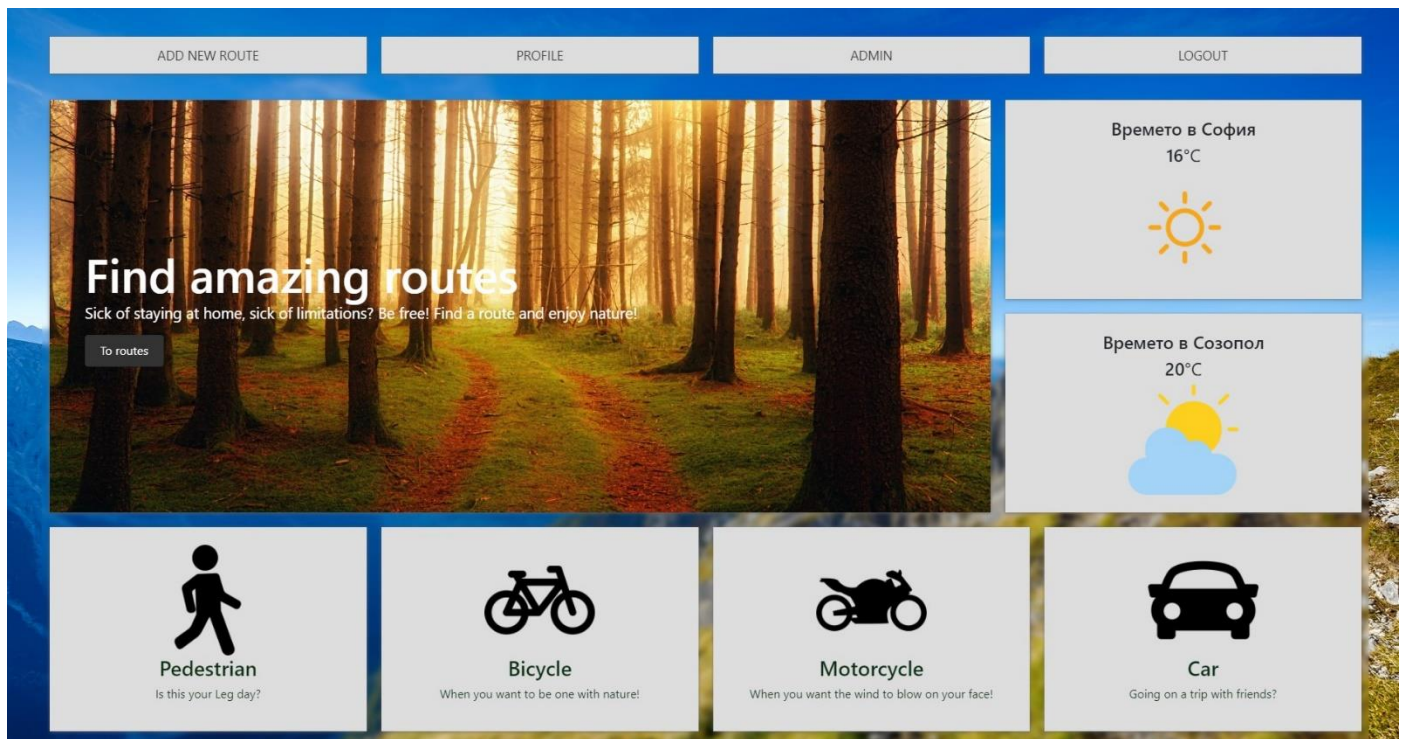 ADD NEW ROUTE
PROFILE
ADMIN
LOGOUT
Find amazing routes
Sick of staying at home, sick of limitations? Be free! Find a route and enjoy nature!
To routes
Времето в София
16°C
Времето в Созопол
20°C
Pedestrian
Is this your Leg day?
Bicycle
When you want to be one with nature!
Motorcycle
When you want the wind to blow on your face!
Car
Going on a trip with friends?